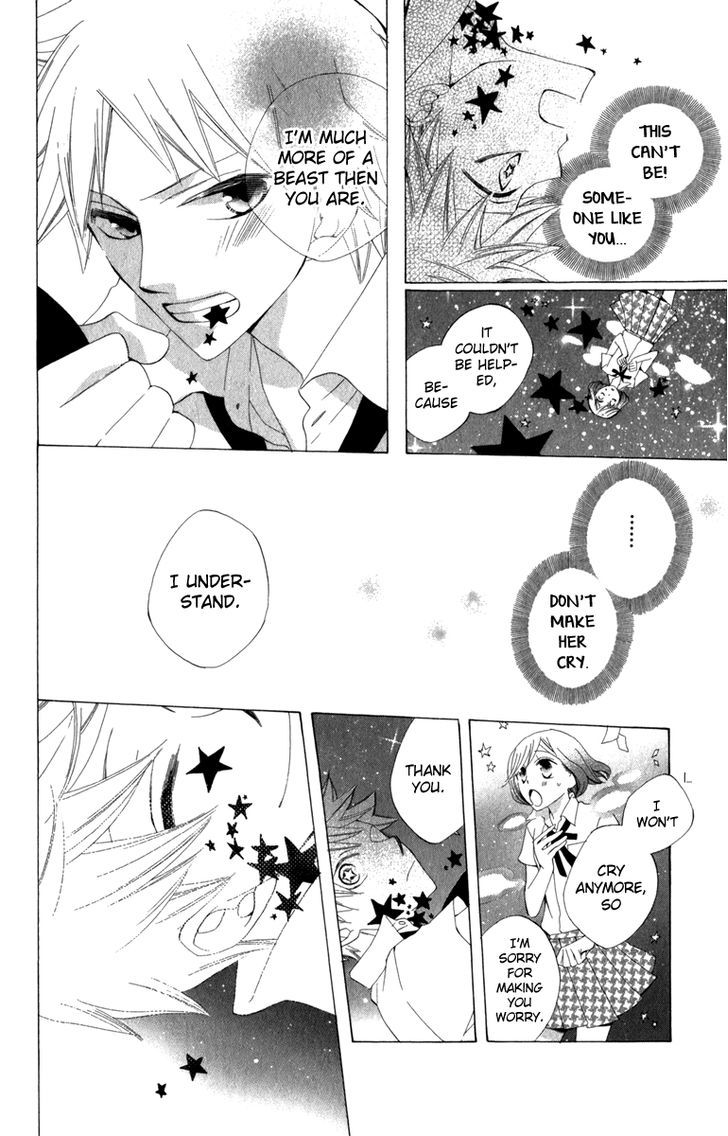 THIS
CAN'T
BE!
SOME-
ONE LIKE
YOU...
I'M MUCH
MORE OF A
BEAST THEN
YOU ARE.
IT
COULDN'T
BE HELP-
ED,
BE-
CAUSE
......
DON'T
MAKE
HER
CRY.
I UNDER-
STAND.
I
WON'T
CRY
ANYMORE,
SO
I'M
SORRY
FOR
MAKING
YOU
WORRY.
THANK
YOU.